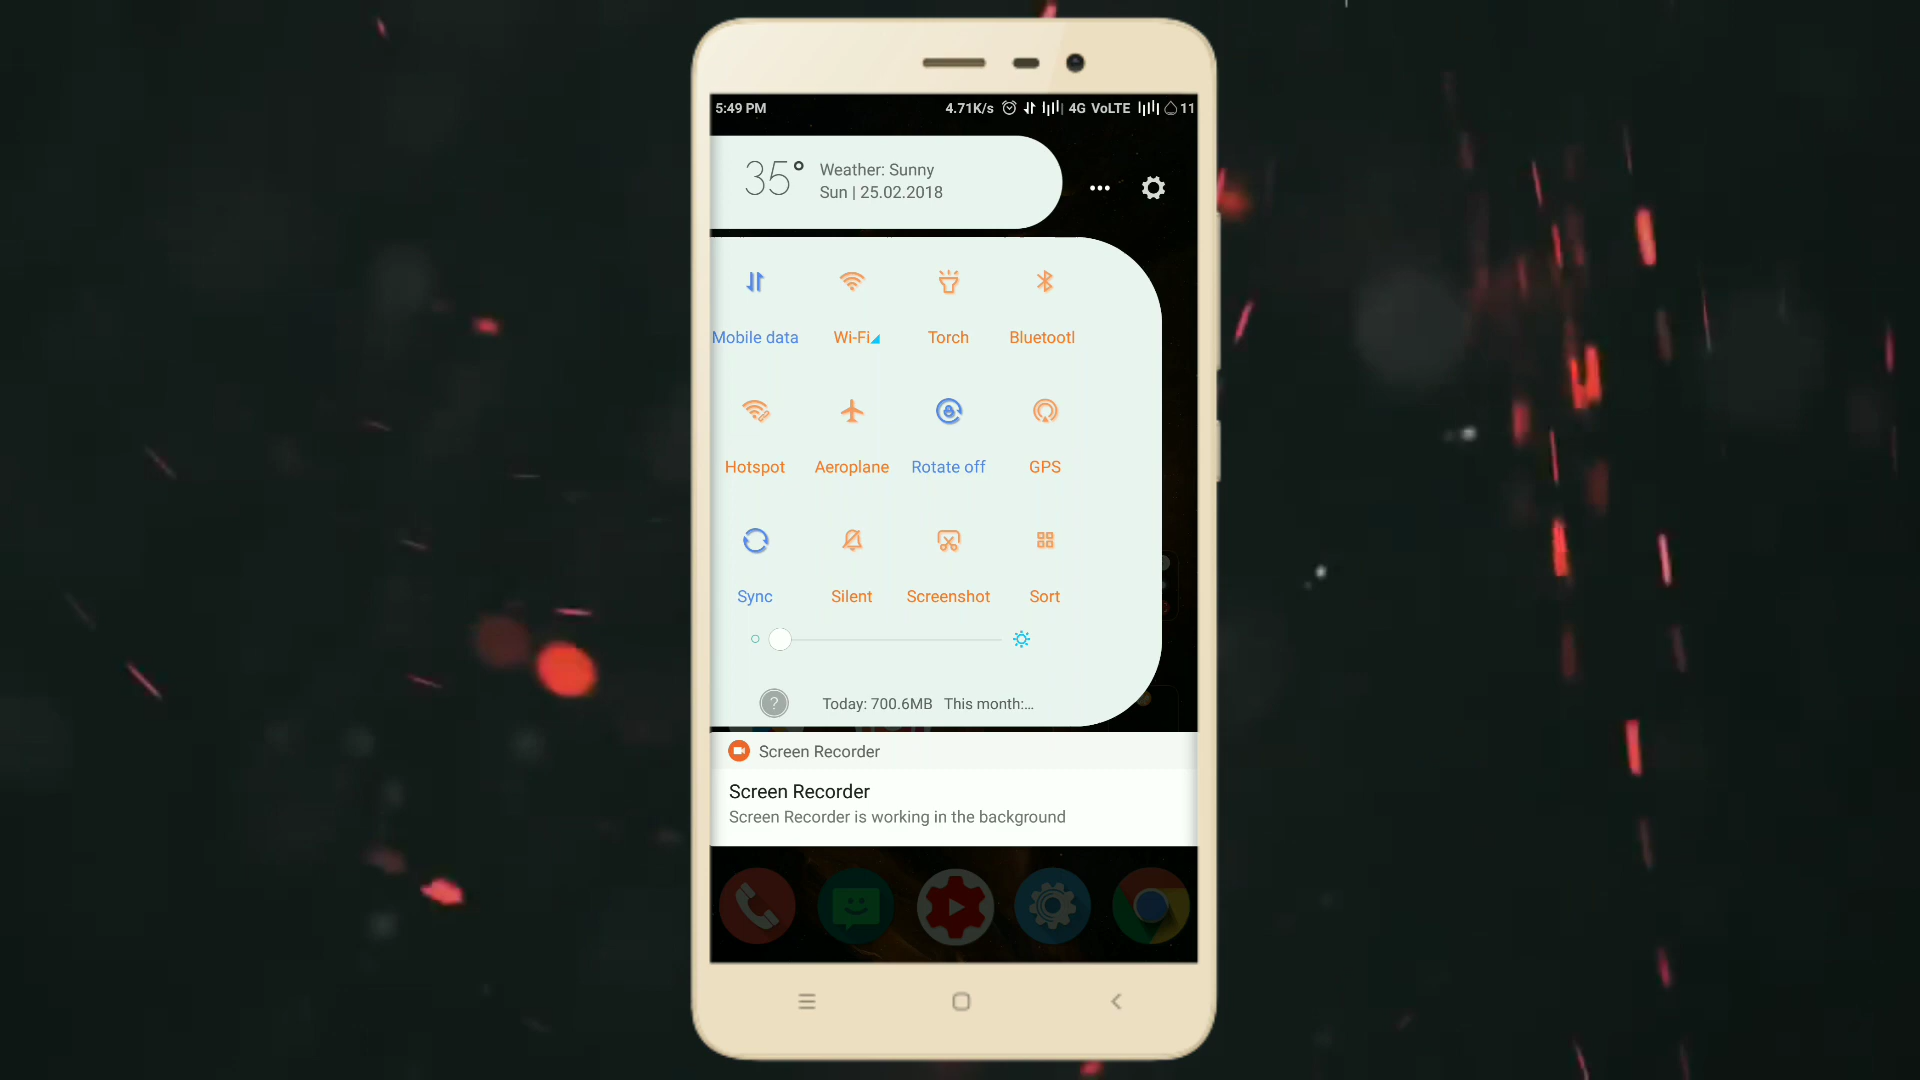 5:49 PM 4.71K/s 4G VoLTE 11
35° Weather: Sunny
Sun | 25.02.2018
Mobile data Wi-Fi Torch Bluetootl
Hotspot Aeroplane Rotate off GPS
Sync Silent Screenshot Sort
? Today: 700.6MB This month:...
Screen Recorder
Screen Recorder
Screen Recorder is working in the background